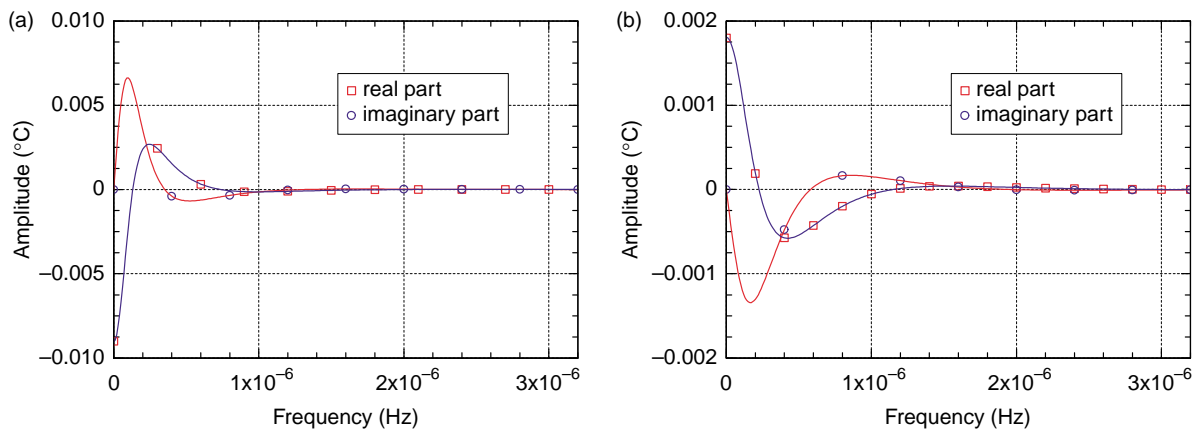 (a)
0.010
0.005
0
−0.005
−0.010
Amplitude (°C)
real part
imaginary part
0
1x10⁻⁶
2x10⁻⁶
3x10⁻⁶
Frequency (Hz)
(b)
0.002
0.001
0
−0.001
−0.002
Amplitude (°C)
real part
imaginary part
0
1x10⁻⁶
2x10⁻⁶
3x10⁻⁶
Frequency (Hz)